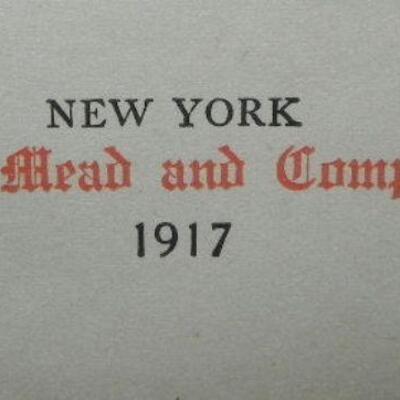 NEW YORK
Mead and Comp
1917